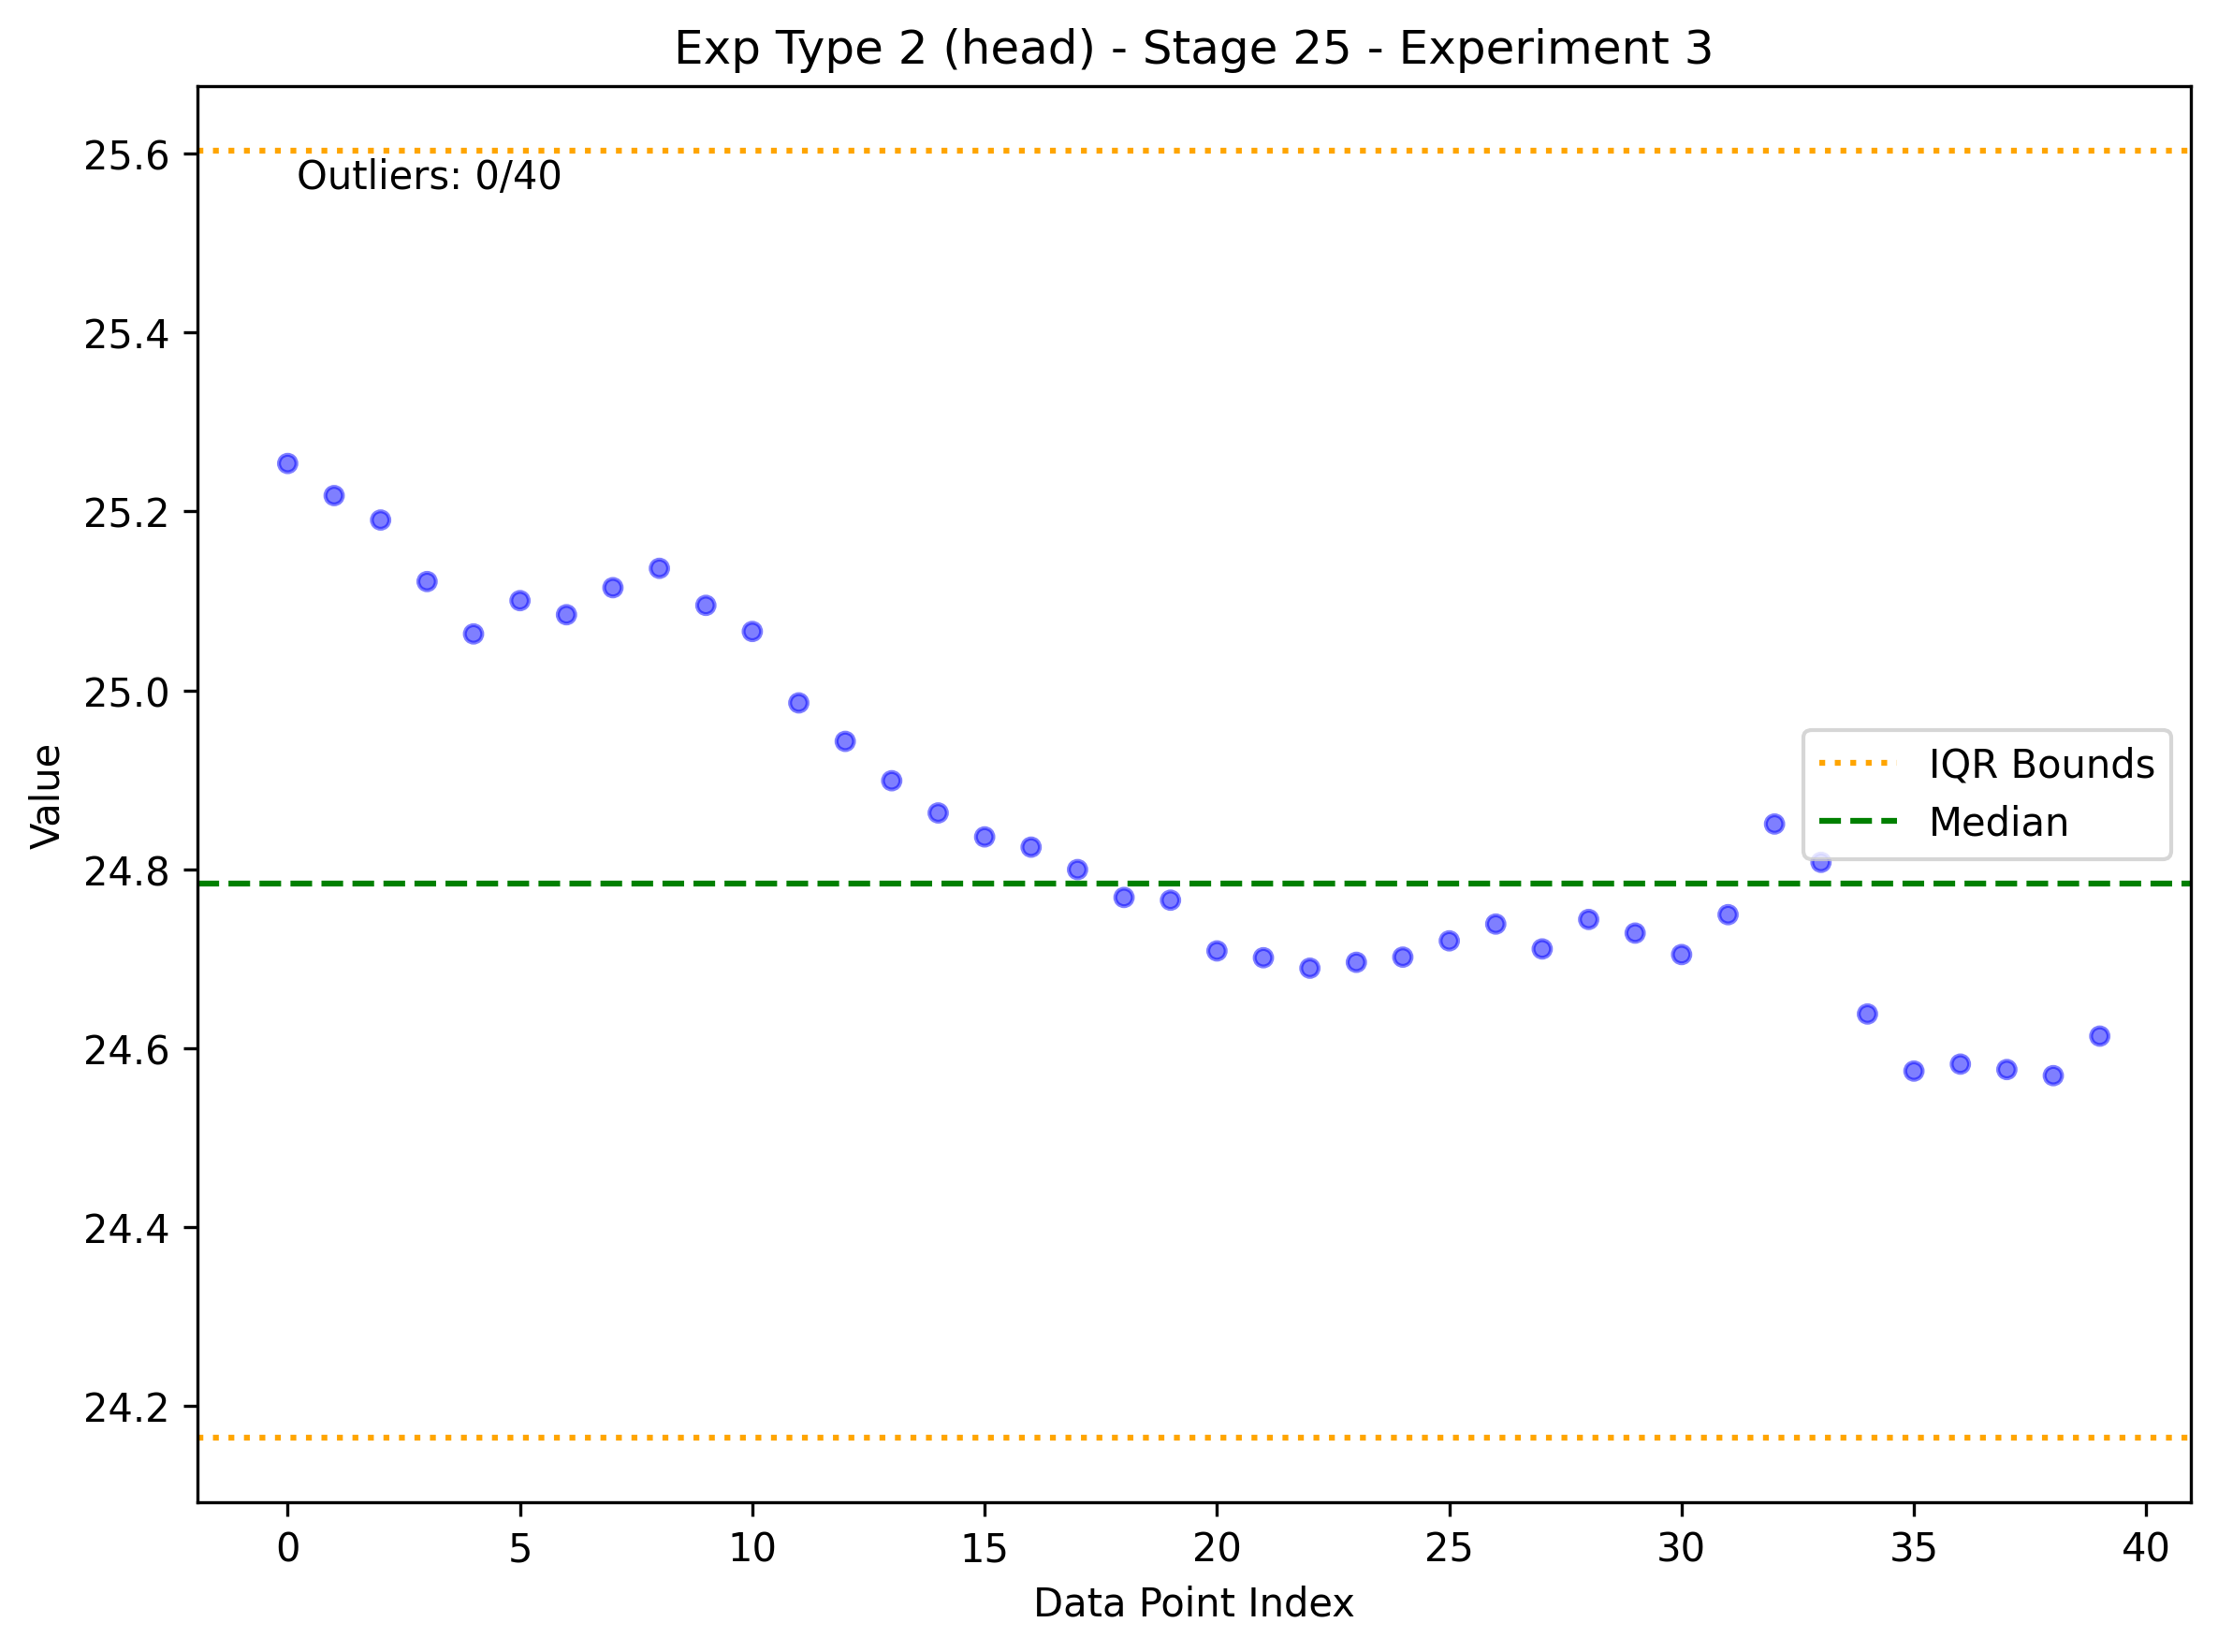 Exp Type 2 (head) - Stage 25 - Experiment 3
25.6
Outliers: 0/40
25.4
25.2
25.0
24.8
24.6
24.4
24.2
Value
IQR Bounds
Median
0 5 10 15 20 25 30 35 40
Data Point Index